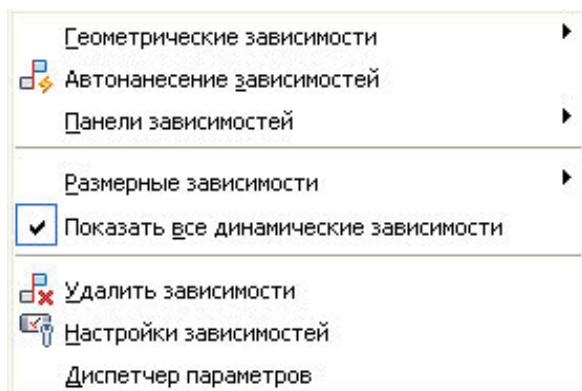 Геометрические зависимости
Автонанесение зависимостей
Панели зависимостей
Размерные зависимости
Показать все динамические зависимости
Удалить зависимости
Настройки зависимостей
Диспетчер параметров